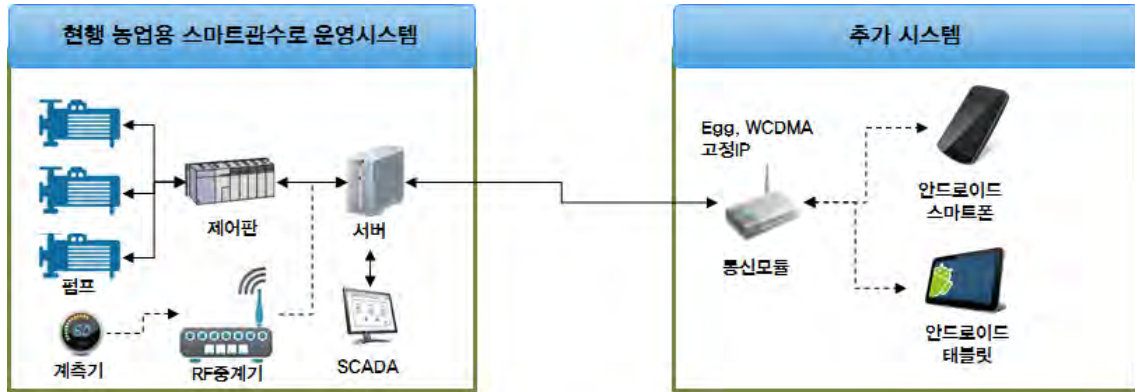 현행 농업용 스마트관수로 운영시스템
추가 시스템
펌프
제어판
서버
계측기
60
RF중계기
SCADA
Egg, WCDMA
고정IP
통신모듈
안드로이드
스마트폰
안드로이드
태블릿